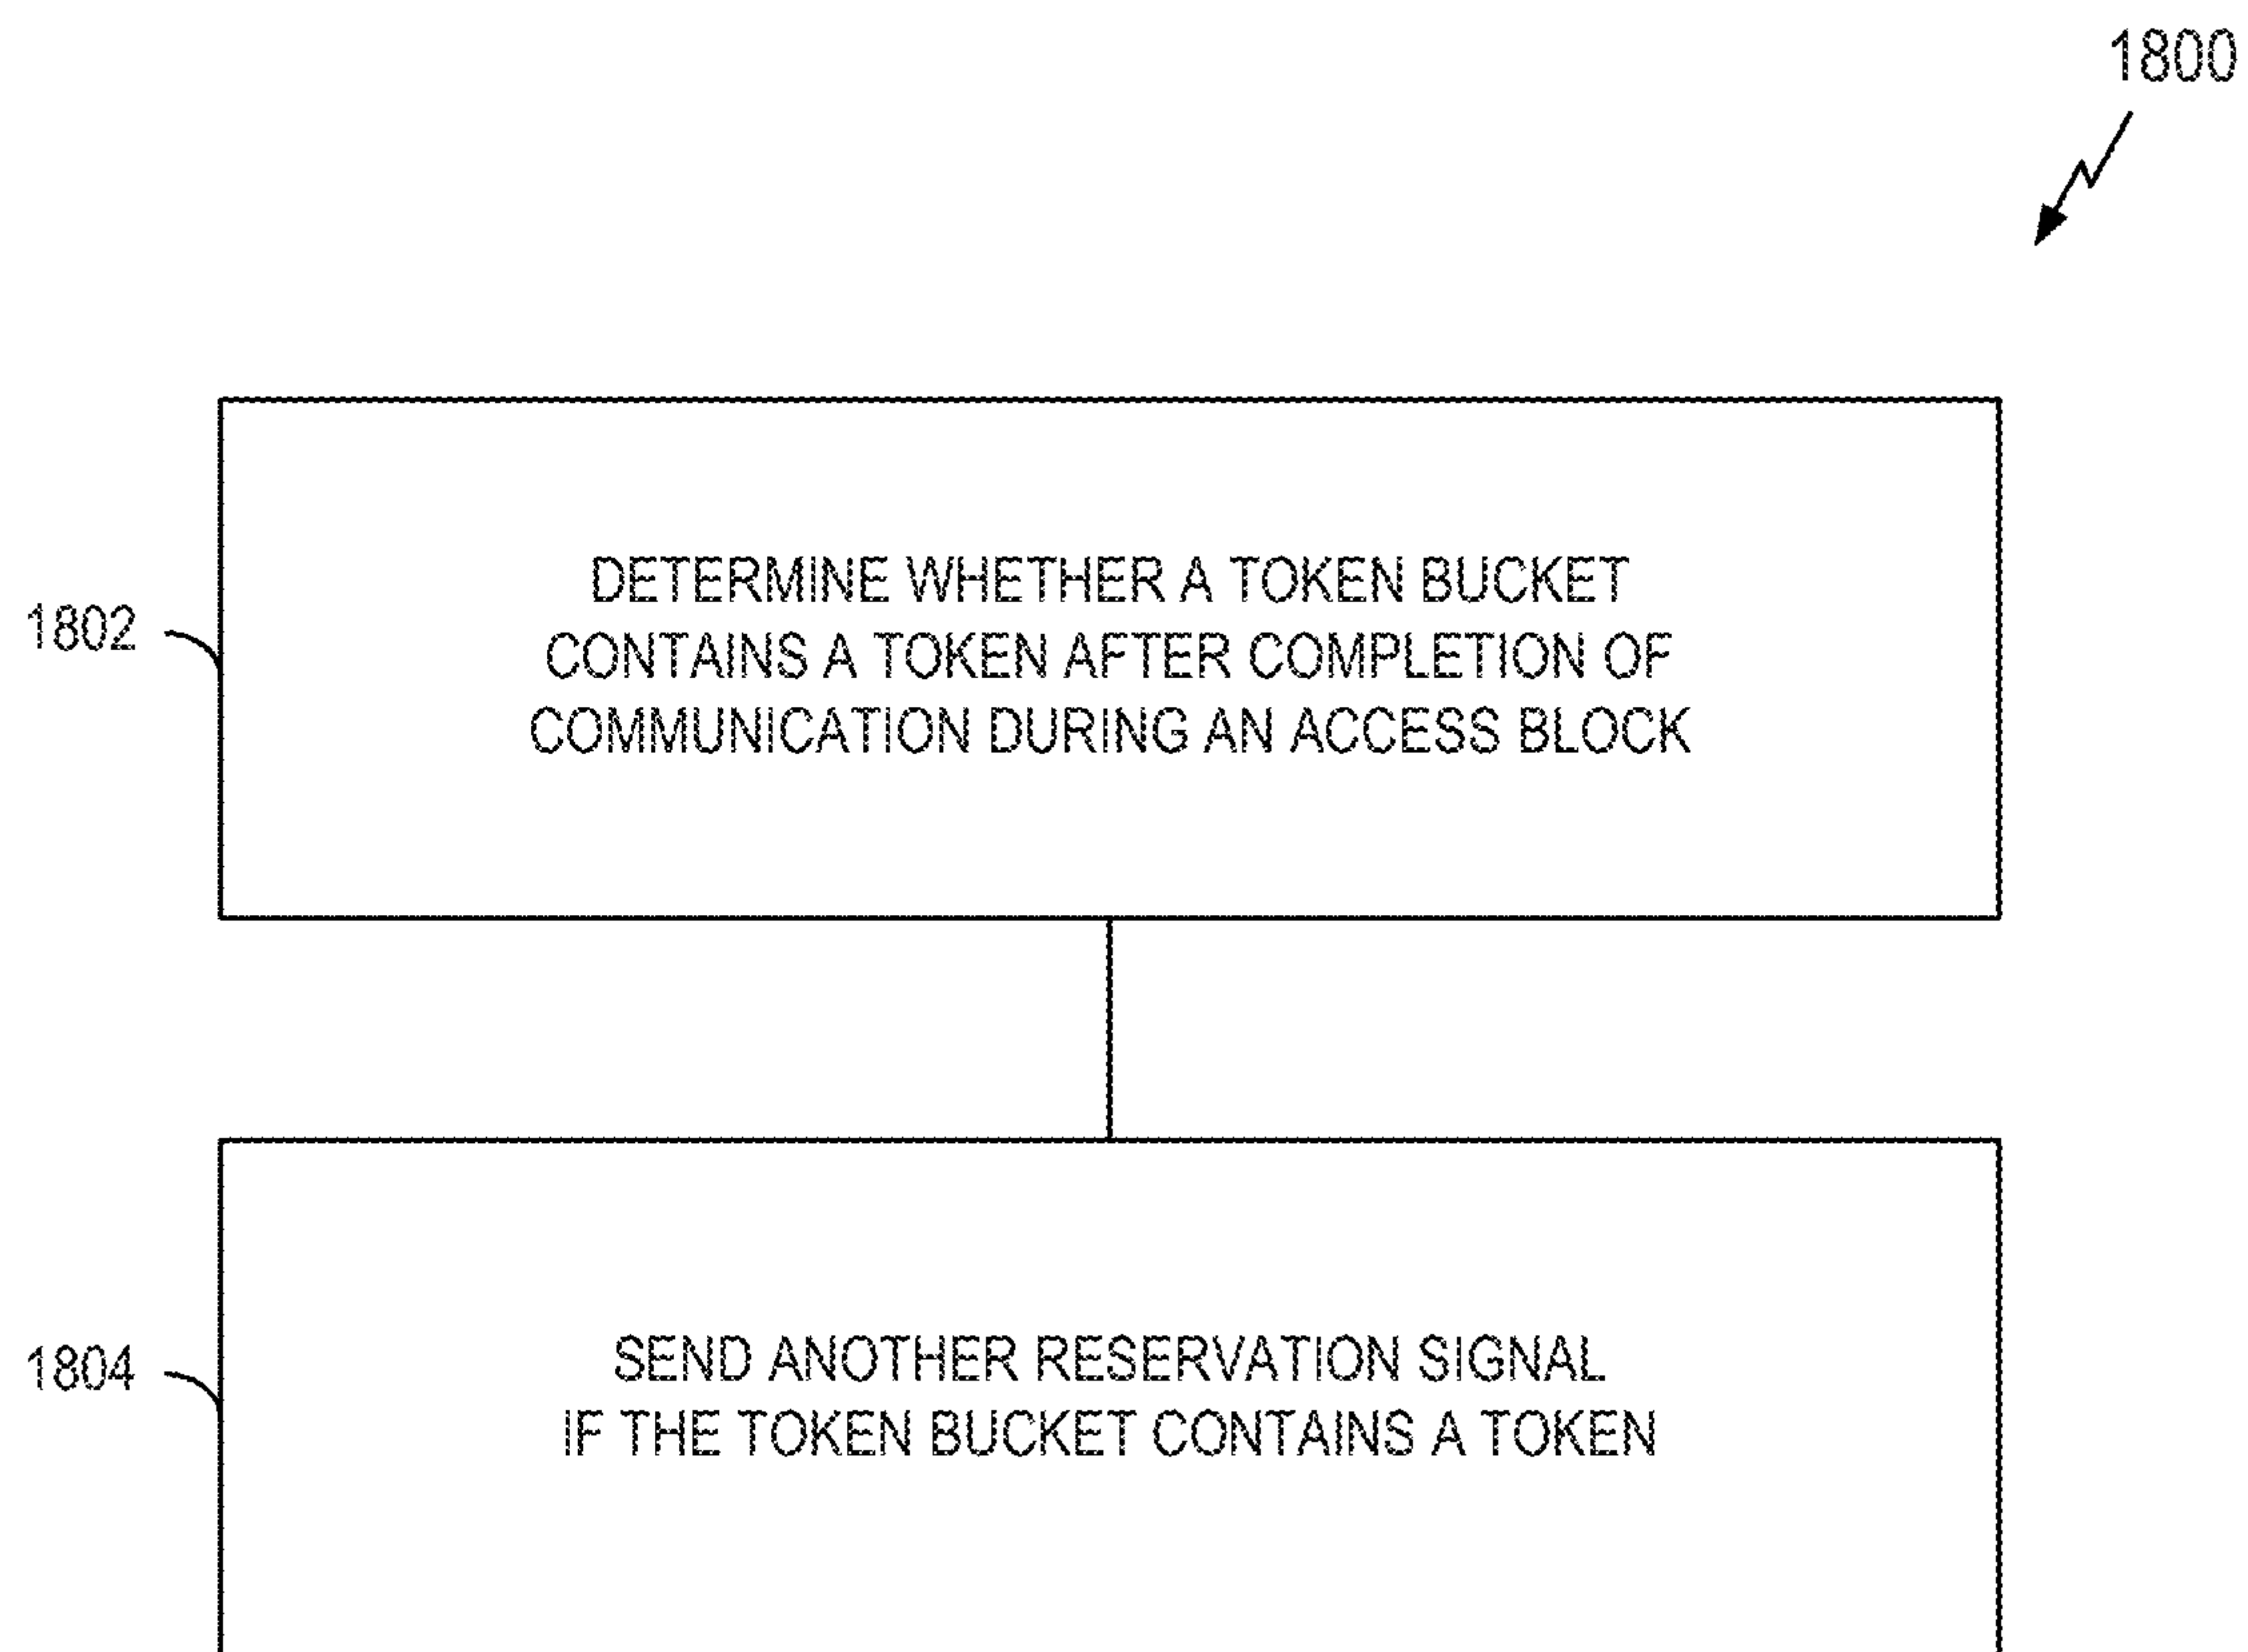 1800
1802
DETERMINE WHETHER A TOKEN BUCKET
CONTAINS A TOKEN AFTER COMPLETION OF
COMMUNICATION DURING AN ACCESS BLOCK
1804
SEND ANOTHER RESERVATION SIGNAL
IF THE TOKEN BUCKET CONTAINS A TOKEN